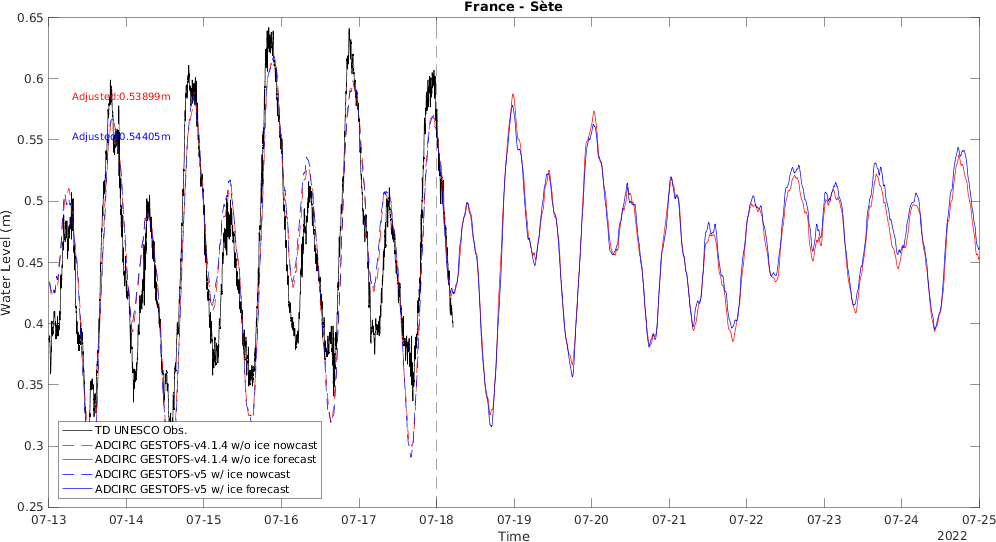 France - Sète
Water Level (m)
0.65
0.6
0.55
0.5
0.45
0.4
0.35
0.3
0.25
Adjusted:0.53899m
Adjusted:0.54405m
TD UNESCO Obs.
ADCIRC GESTOFS-v4.1.4 w/o ice nowcast
ADCIRC GESTOFS-v4.1.4 w/o ice forecast
ADCIRC GESTOFS-v5 w/ ice nowcast
ADCIRC GESTOFS-v5 w/ ice forecast
07-13 07-14 07-15 07-16 07-17 07-18 07-19 07-20 07-21 07-22 07-23 07-24 07-25
Time
2022